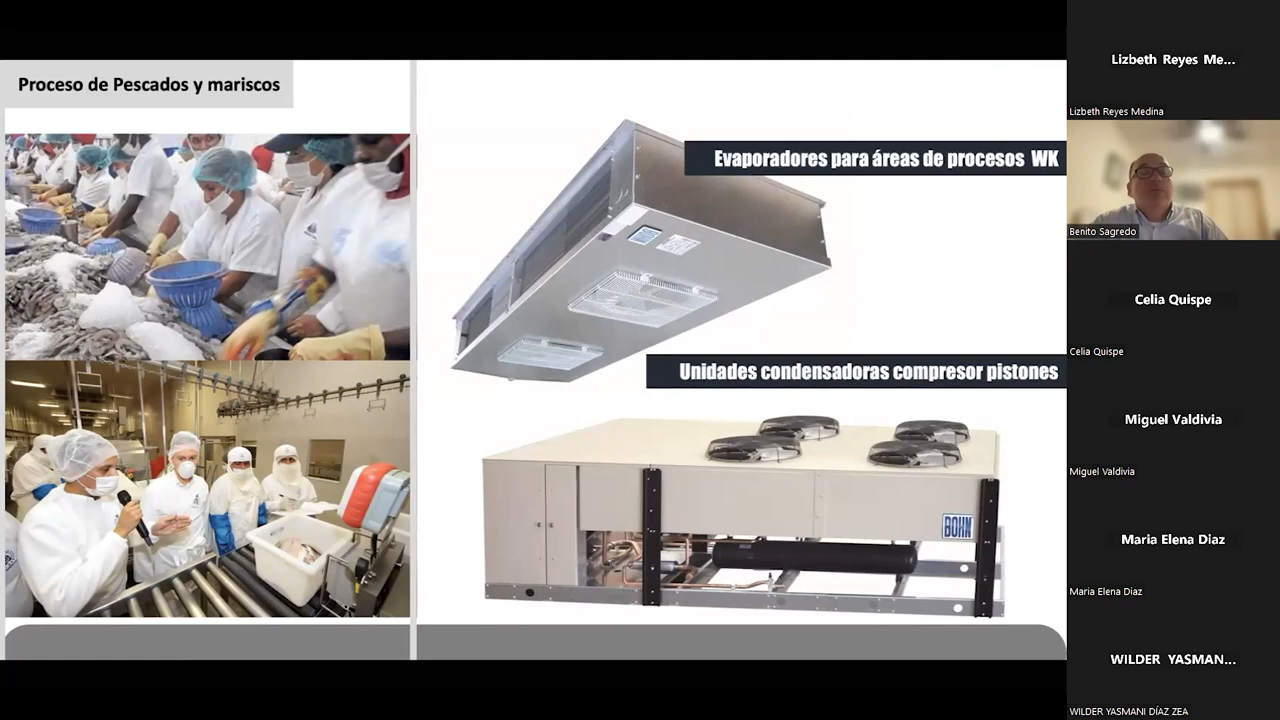 Proceso de Pescados y mariscos
Evaporadores para áreas de procesos WK
Unidades condensadoras compresor pistones
BOHN
Lizbeth Reyes Me...
Lizbeth Reyes Medina
Benito Sagredo
Celia Quispe
Celia Quispe
Miguel Valdivia
Miguel Valdivia
Maria Elena Diaz
Maria Elena Diaz
WILDER YASMAN...
WILDER YASMANI DÍAZ ZEA